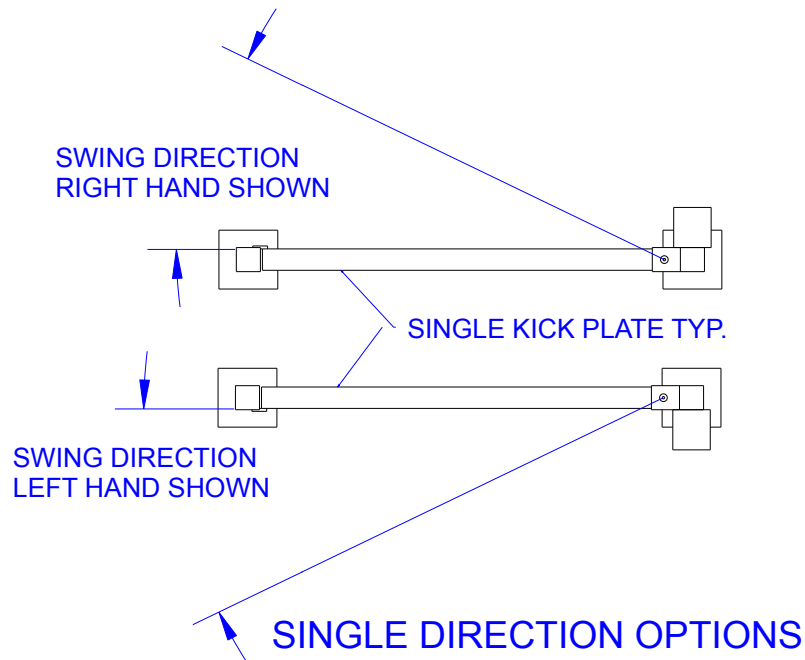 SWING DIRECTION
RIGHT HAND SHOWN
SINGLE KICK PLATE TYP.
SWING DIRECTION
LEFT HAND SHOWN
SINGLE DIRECTION OPTIONS